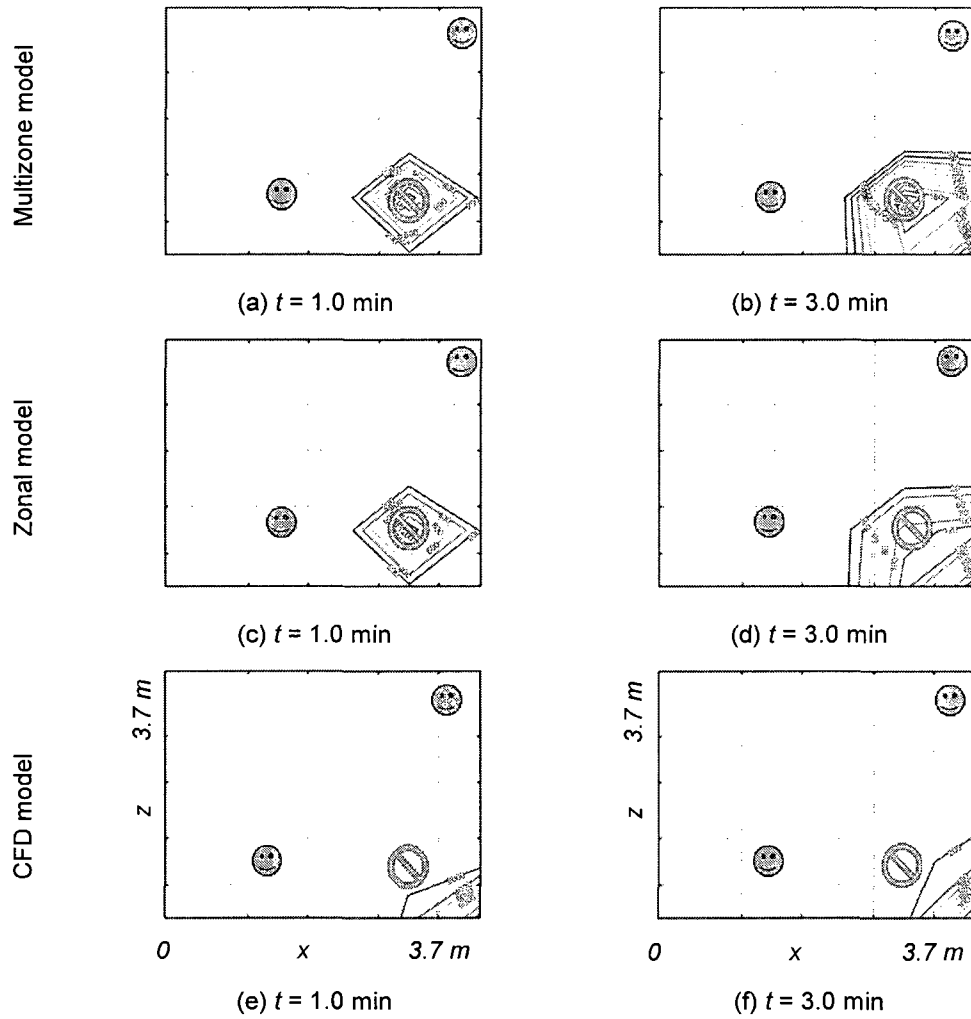 Multizone model
(a) t = 1.0 min
(b) t = 3.0 min
Zonal model
(c) t = 1.0 min
(d) t = 3.0 min
CFD model
z 3.7 m
z 3.7 m
0 x 3.7 m
0 x 3.7 m
(e) t = 1.0 min
(f) t = 3.0 min